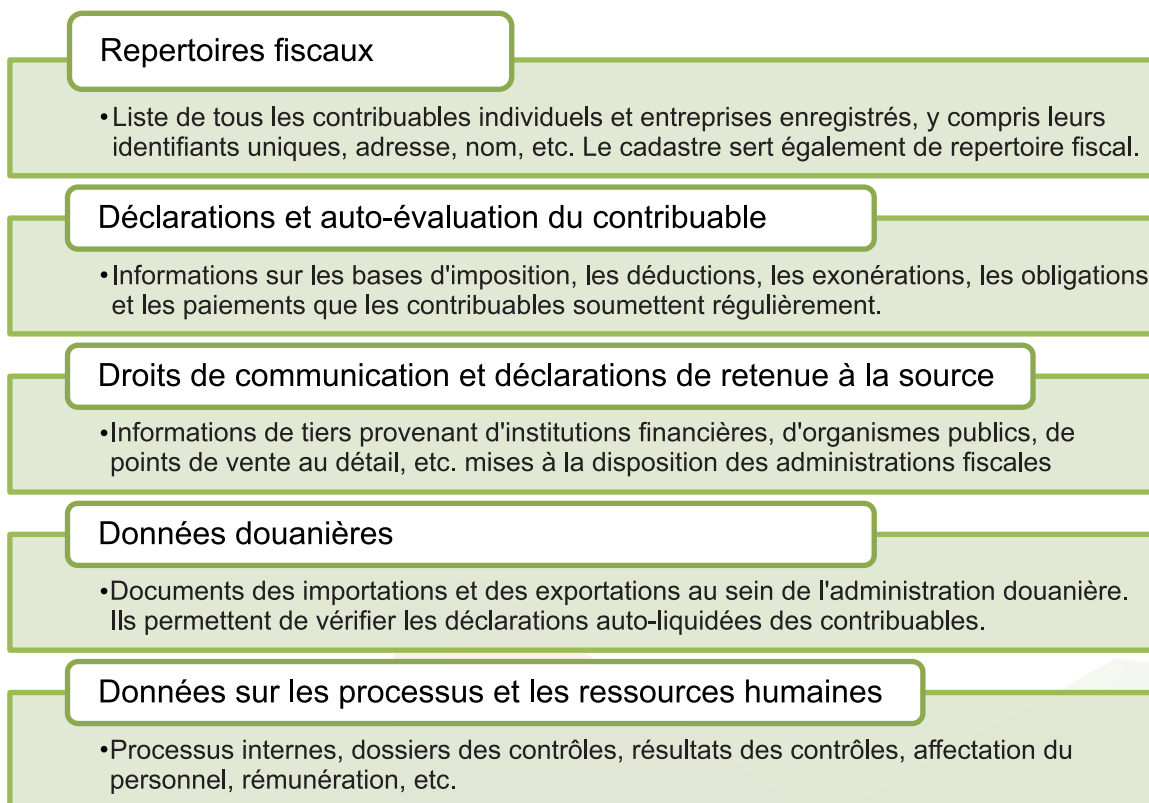 Repertoires fiscaux
•Liste de tous les contribuables individuels et entreprises enregistrés, y compris leurs
identifiants uniques, adresse, nom, etc. Le cadastre sert également de repertoire fiscal.
Déclarations et auto-évaluation du contribuable
•Informations sur les bases d'imposition, les déductions, les exonérations, les obligations
et les paiements que les contribuables soumettent régulièrement.
Droits de communication et déclarations de retenue à la source
•Informations de tiers provenant d'institutions financières, d'organismes publics, de
points de vente au détail, etc. mises à la disposition des administrations fiscales
Données douanières
•Documents des importations et des exportations au sein de l'administration douanière.
Ils permettent de vérifier les déclarations auto-liquidées des contribuables.
Données sur les processus et les ressources humaines
•Processus internes, dossiers des contrôles, résultats des contrôles, affectation du
personnel, rémunération, etc.